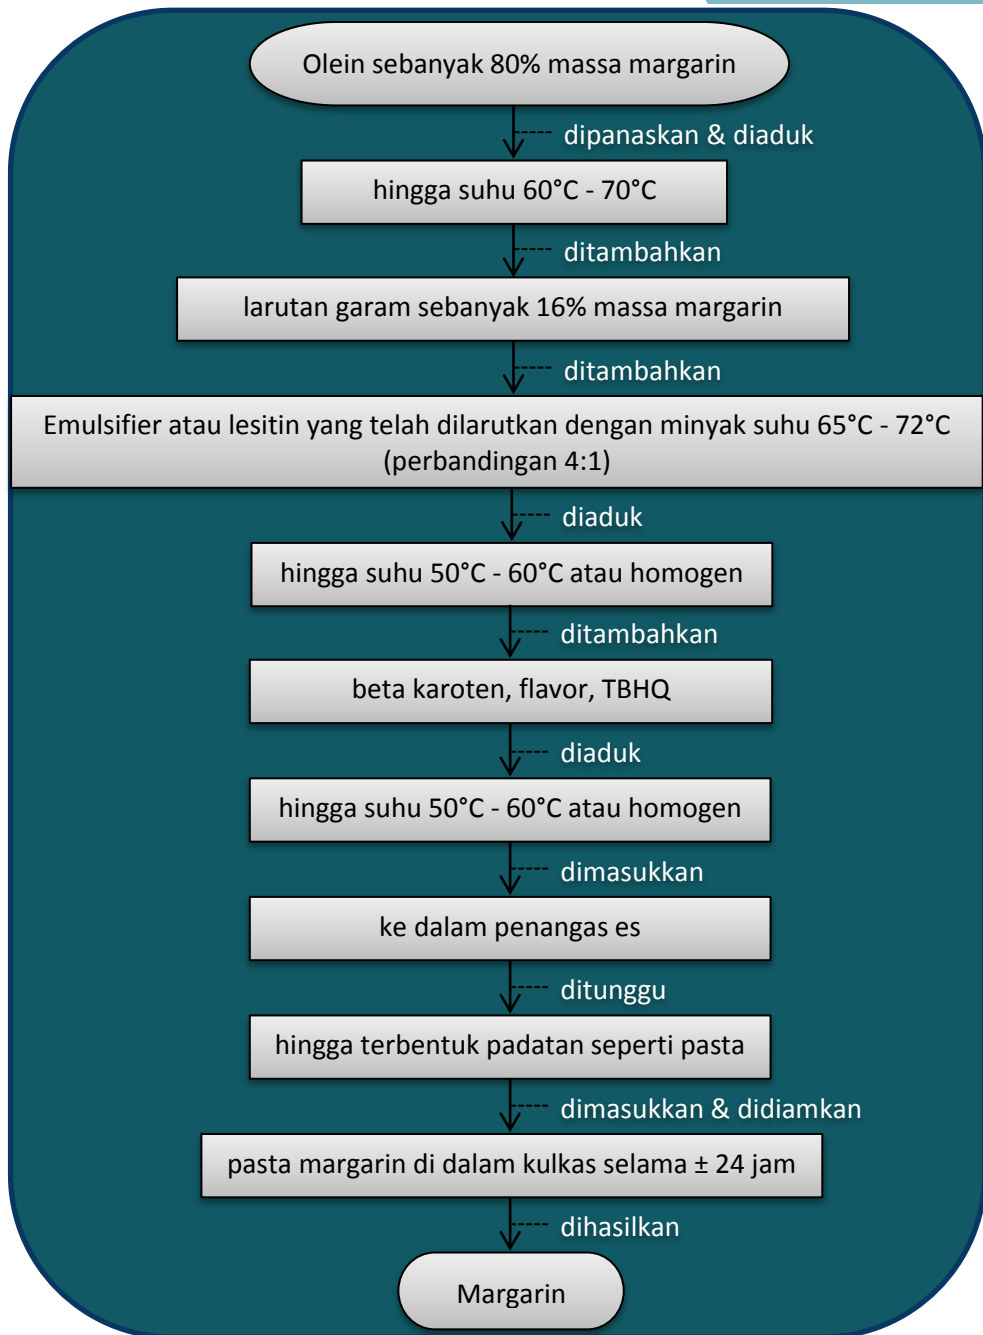 Olein sebanyak 80% massa margarin
dipanaskan & diaduk
hingga suhu 60°C - 70°C
ditambahkan
larutan garam sebanyak 16% massa margarin
ditambahkan
Emulsifier atau lesitin yang telah dilarutkan dengan minyak suhu 65°C - 72°C
(perbandingan 4:1)
diaduk
hingga suhu 50°C - 60°C atau homogen
ditambahkan
beta karoten, flavor, TBHQ
diaduk
hingga suhu 50°C - 60°C atau homogen
dimasukkan
ke dalam penangas es
ditunggu
hingga terbentuk padatan seperti pasta
dimasukkan & didiamkan
pasta margarin di dalam kulkas selama ± 24 jam
dihasilkan
Margarin